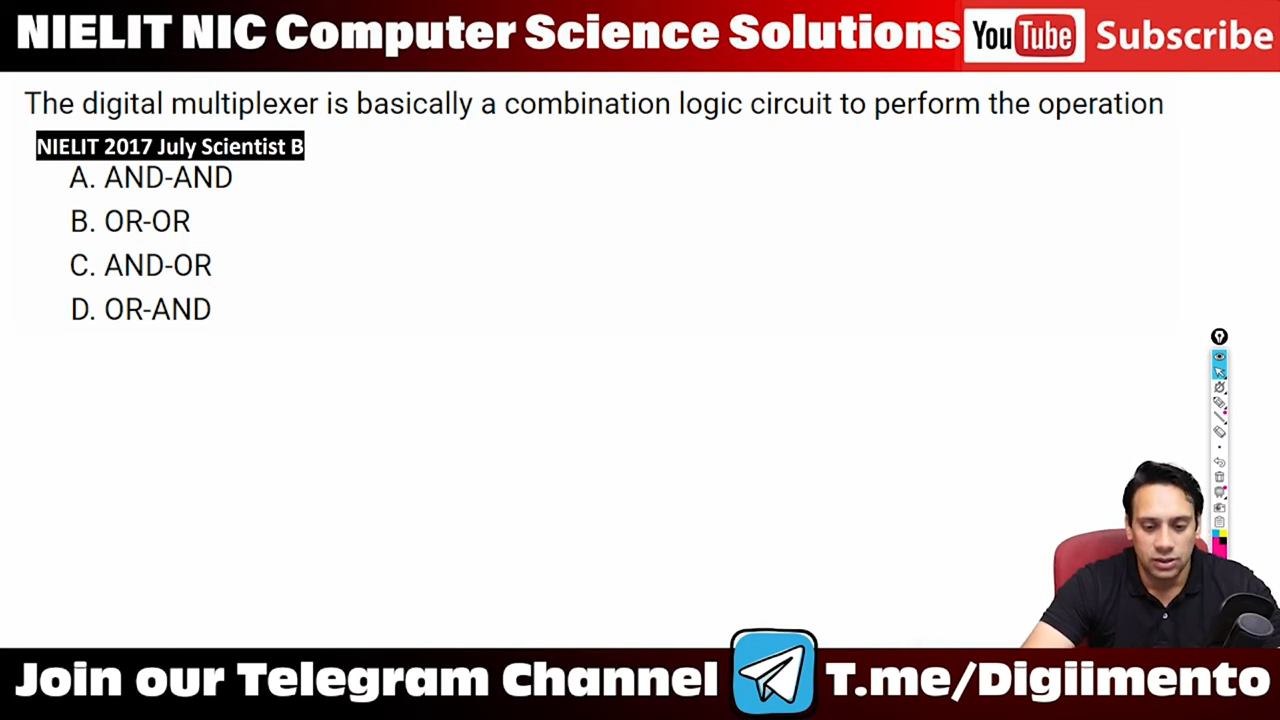 NIELIT NIC Computer Science Solutions YouTube Subscribe
The digital multiplexer is basically a combination logic circuit to perform the operation
NIELIT 2017 July Scientist B
A. AND-AND
B. OR-OR
C. AND-OR
D. OR-AND
Join our Telegram Channel T.me/Digiimento